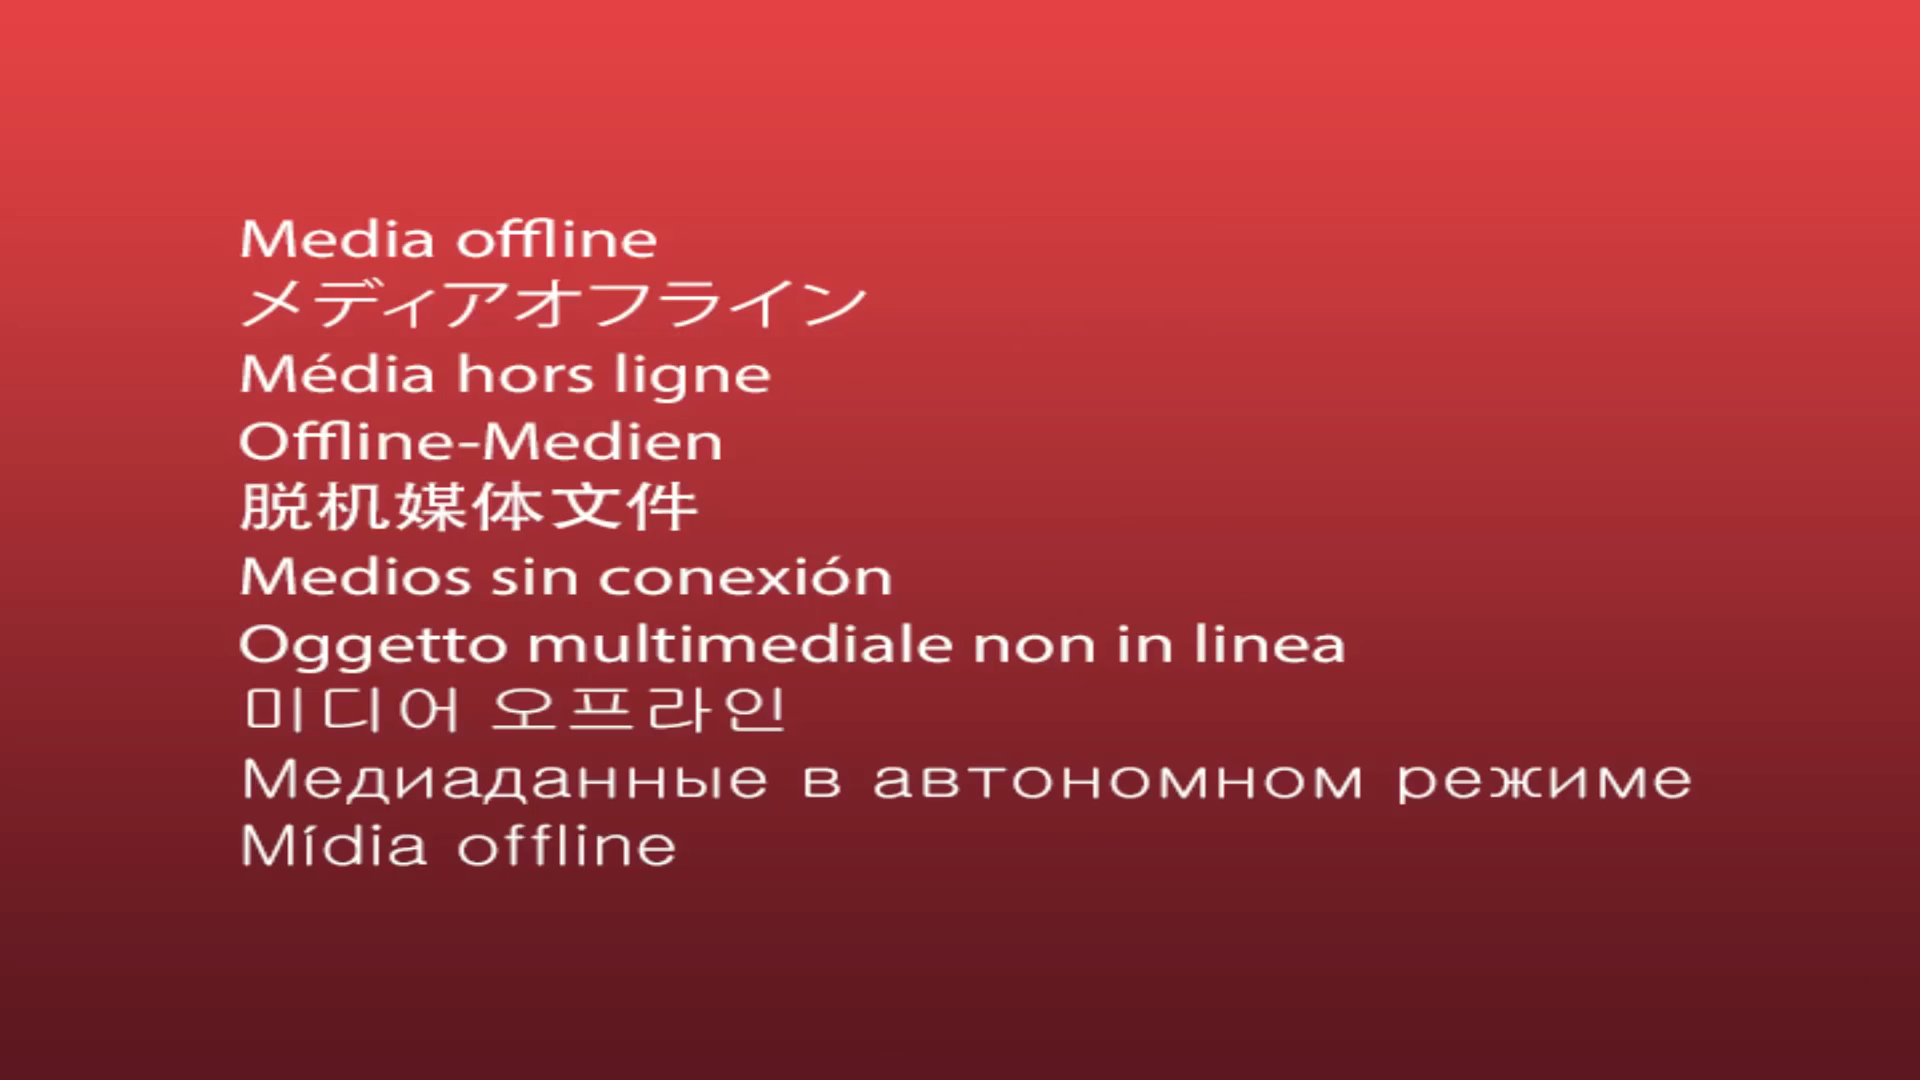 Media offline
メディアオフライン
Média hors ligne
Offline-Medien
脱机媒体文件
Medios sin conexión
Oggetto multimediale non in linea
미디어 오프라인
Медиаданные в автономном режиме
Mídia offline